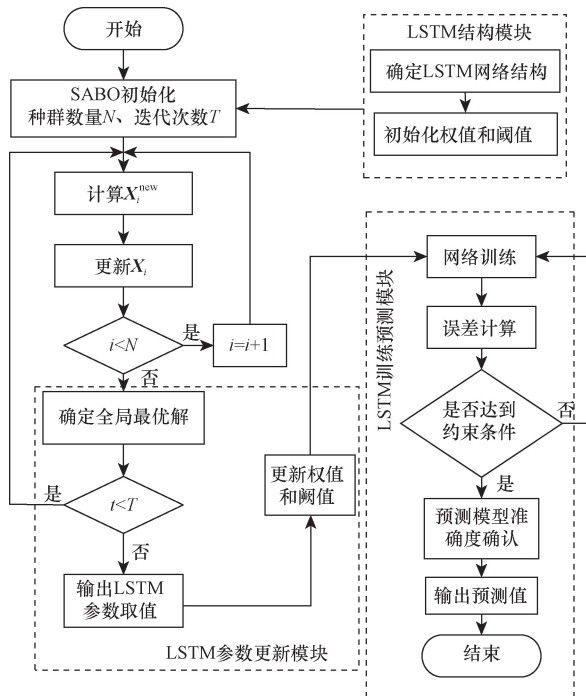 开始
SABO初始化
种群数量N、迭代次数T
计算X_i^new
更新X_i
i<N
是
i=i+1
否
确定全局最优解
t<T
是
否
输出LSTM
参数取值
更新权值
和阈值
LSTM参数更新模块
LSTM结构模块
确定LSTM网络结构
初始化权值和阈值
LSTM训练预测模块
网络训练
误差计算
是否达到
约束条件
否
是
预测模型准
确度确认
输出预测值
结束